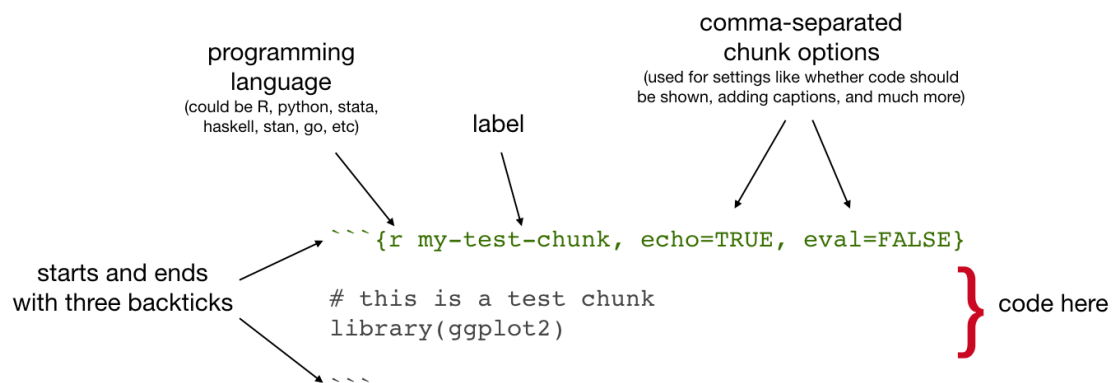 comma-separated
chunk options
(used for settings like whether code should
be shown, adding captions, and much more)
programming
language
(could be R, python, stata,
haskell, stan, go, etc)
label
```{r my-test-chunk, echo=TRUE, eval=FALSE}
starts and ends
with three backticks
# this is a test chunk
library(ggplot2)
} code here
```